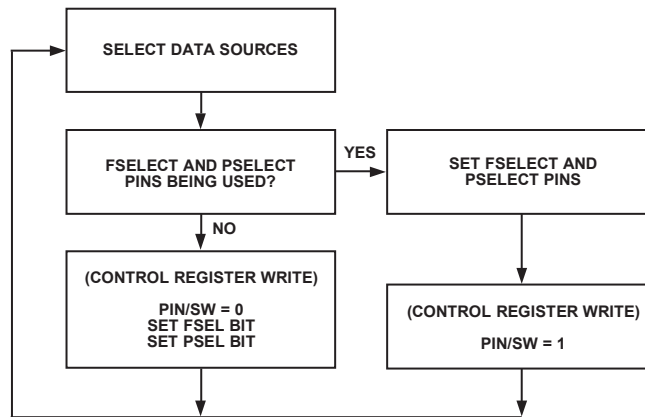 SELECT DATA SOURCES
FSELECT AND PSELECT
PINS BEING USED?
YES
SET FSELECT AND
PSELECT PINS
NO
(CONTROL REGISTER WRITE)
PIN/SW = 0
SET FSEL BIT
SET PSEL BIT
(CONTROL REGISTER WRITE)
PIN/SW = 1